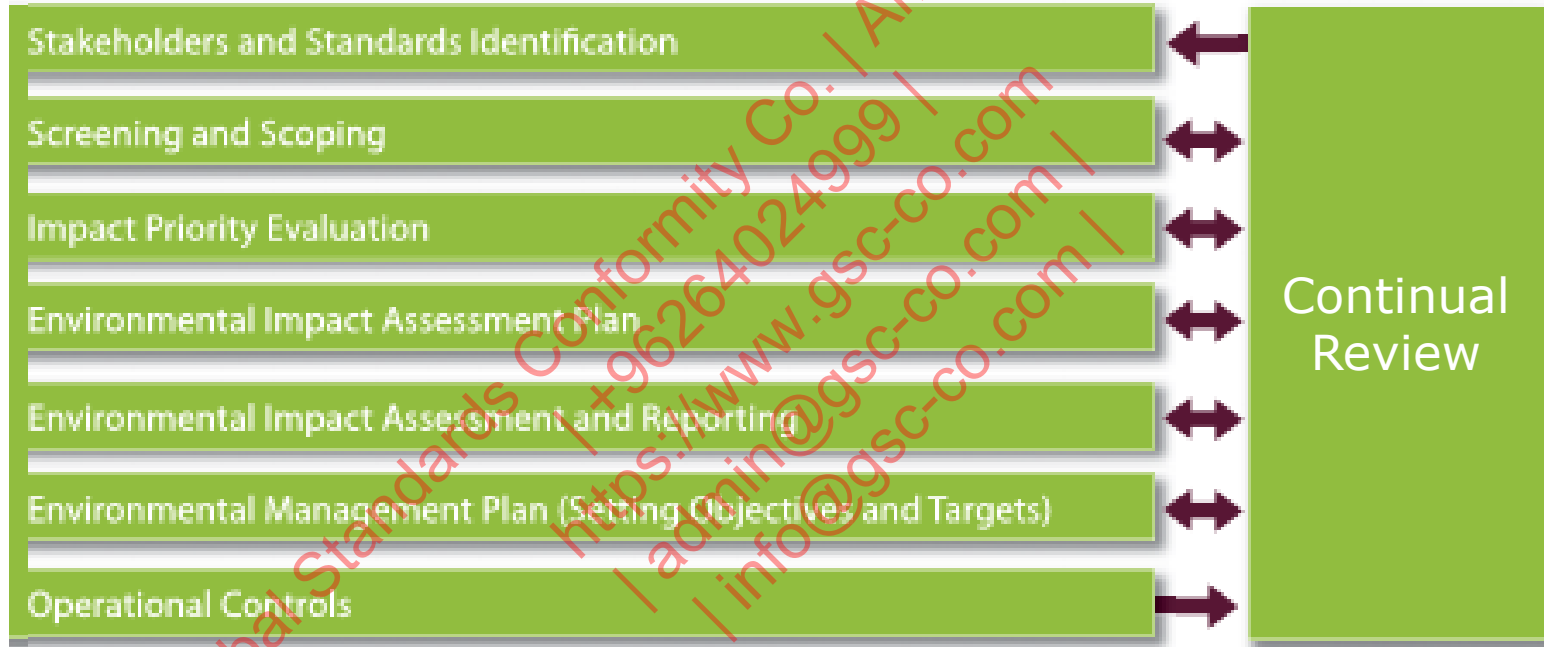 Stakeholders and Standards Identification
Screening and Scoping
Impact Priority Evaluation
Environmental Impact Assessment Plan
Environmental Impact Assessment and Reporting
Environmental Management Plan (Setting Objectives and Targets)
Operational Controls
Continual
Review
bal Standards Conformity Co. | A
| +96264024999 |
https://www.gsc-co.com
| admin@gsc-co.com |
| info@gsc-co.com |